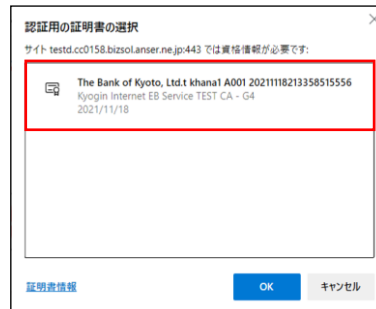 認証用の証明書の選択
サイト testd.cc0158.bizsol.anser.ne.jp:443 では資格情報が必要です:
The Bank of Kyoto, Ltd.t khana1 A001 20211118213358515556
Kyogin Internet EB Service TEST CA - G4
2021/11/18
証明書情報
OK キャンセル